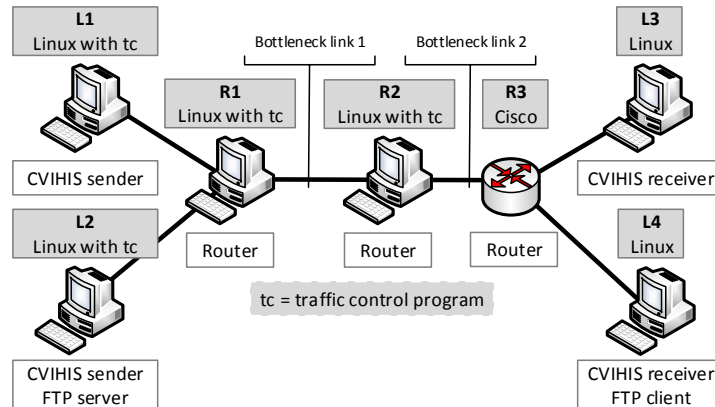 L1
Linux with tc
CVIHIS sender
L2
Linux with tc
CVIHIS sender
FTP server
R1
Linux with tc
Router
Bottleneck link 1
R2
Linux with tc
Router
Bottleneck link 2
R3
Cisco
Router
L3
Linux
CVIHIS receiver
L4
Linux
CVIHIS receiver
FTP client
tc = traffic control program